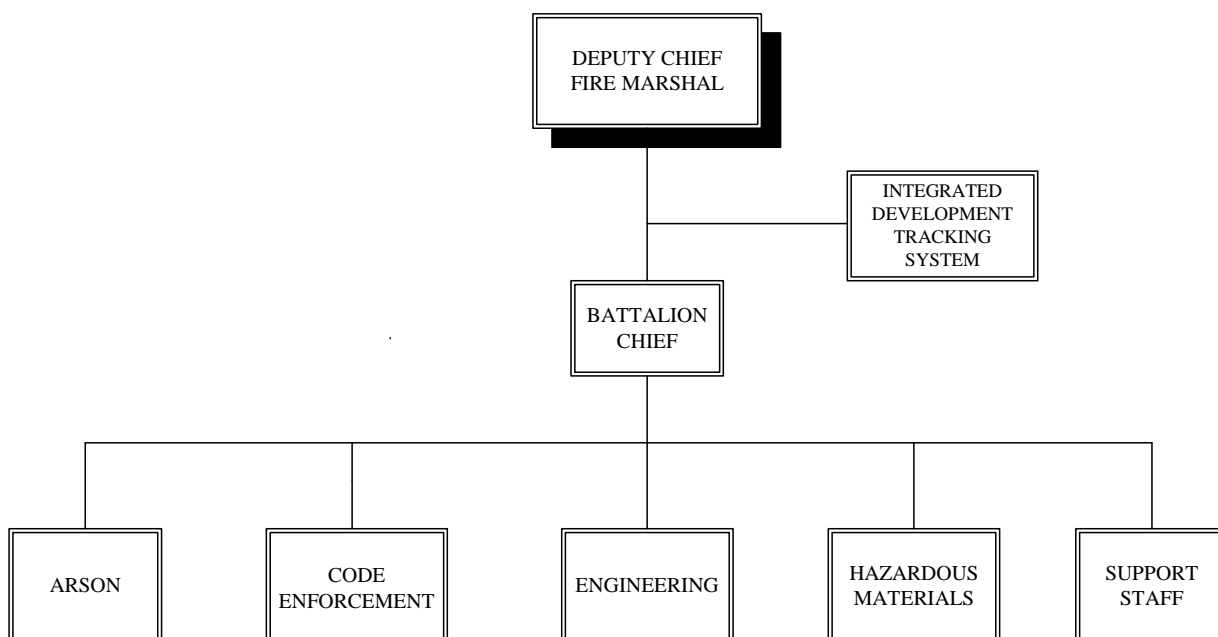 DEPUTY CHIEF
FIRE MARSHAL
INTEGRATED
DEVELOPMENT
TRACKING
SYSTEM
BATTALION
CHIEF
ARSON
CODE
ENFORCEMENT
ENGINEERING
HAZARDOUS
MATERIALS
SUPPORT
STAFF